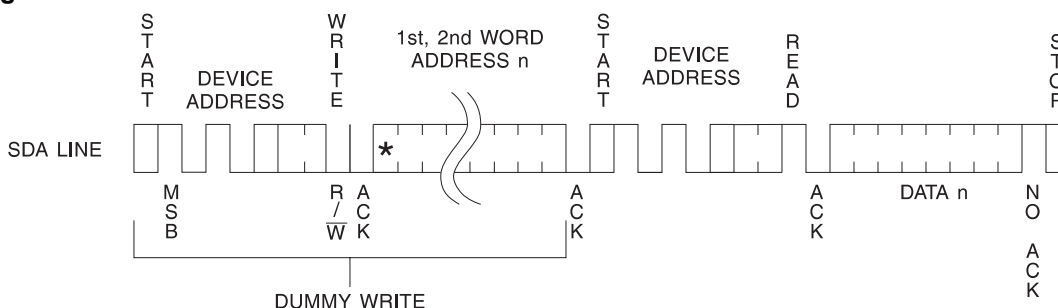 START
WRITE
1st, 2nd WORD
ADDRESS n
START
DEVICE
ADDRESS
READ
STOP
DEVICE
ADDRESS
SDA LINE
*
MSB
R/W
ACK
ACK
ACK
DATA n
NO ACK
DUMMY WRITE